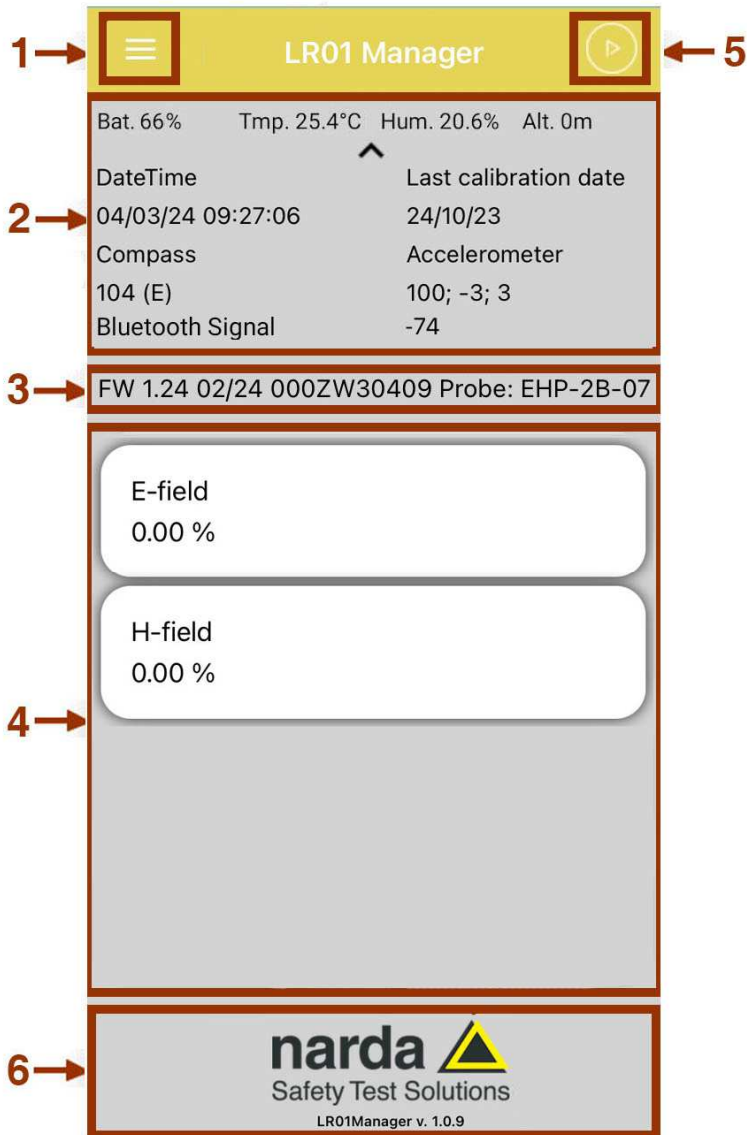 1
LR01 Manager
5
Bat. 66% Tmp. 25.4°C Hum. 20.6% Alt. 0m
DateTime Last calibration date
2
04/03/24 09:27:06 24/10/23
Compass Accelerometer
104 (E) 100; -3; 3
Bluetooth Signal -74
3
FW 1.24 02/24 000ZW30409 Probe: EHP-2B-07
E-field
0.00 %
H-field
0.00 %
4
narda
6
Safety Test Solutions
LR01Manager v. 1.0.9